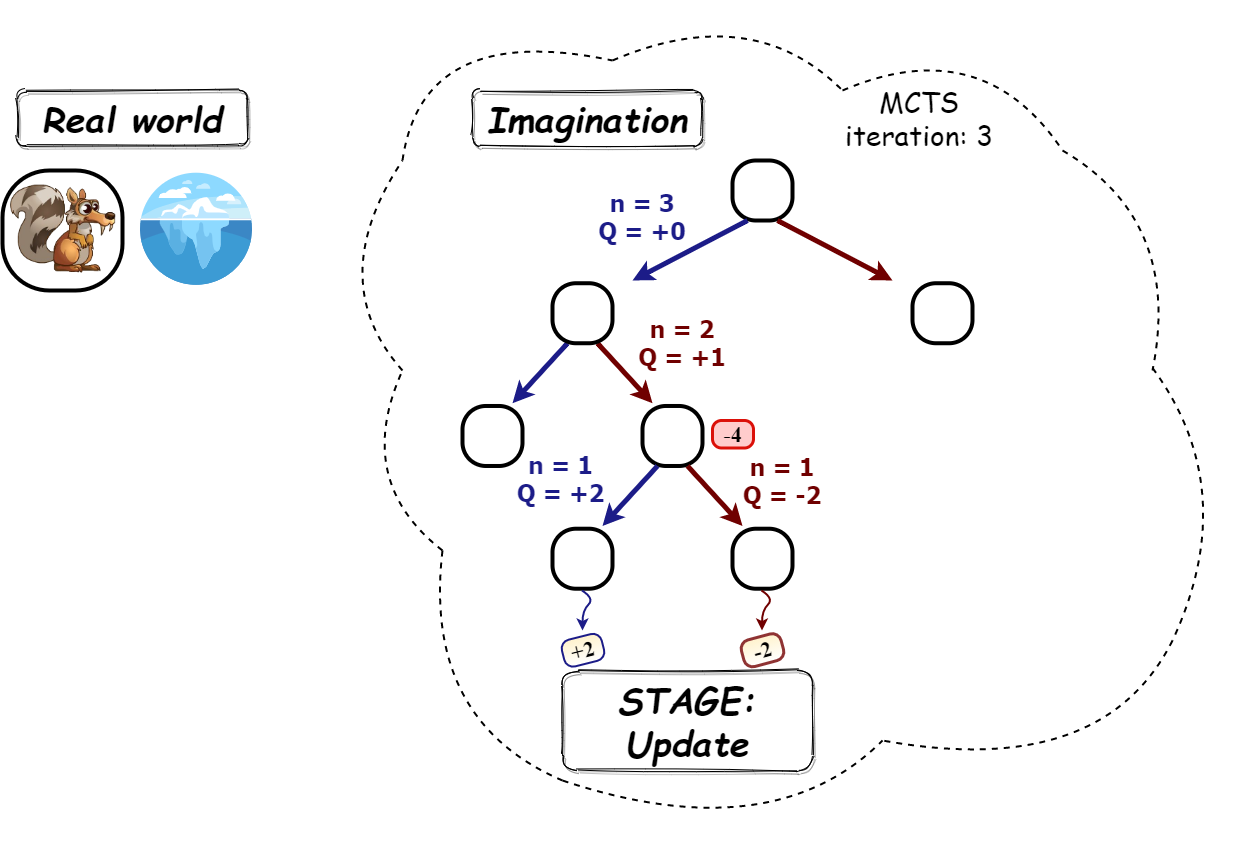 Real world
Imagination
MCTS
iteration: 3
n = 3
Q = +0
n = 2
Q = +1
-4
n = 1
Q = +2
n = 1
Q = -2
+2
-2
STAGE:
Update